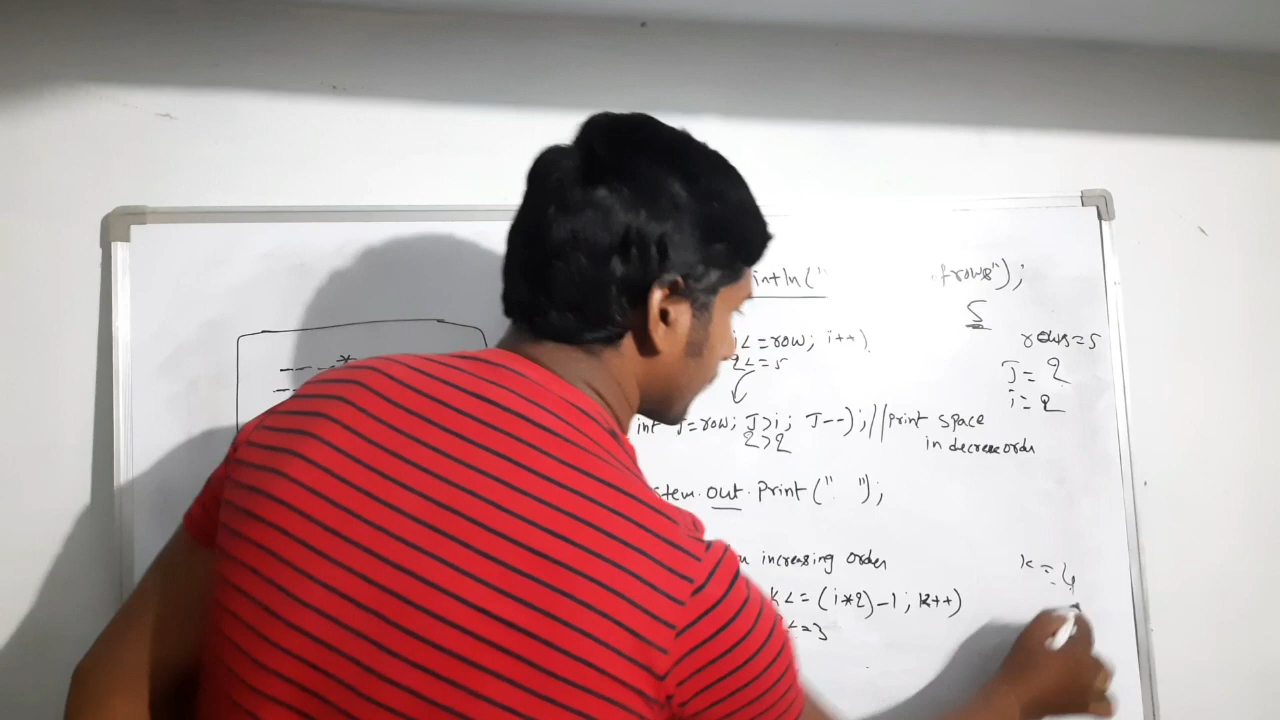 intln("          frows");
5
i<=row; i++)
rows=5
2<=5
J=2
i=2
int J=row; J>i; J--); //print space
2>2
in decrease order
stem.out.print(" ");
increasing order
k=4
k<=(i*2)-1; k++)
<=3
*